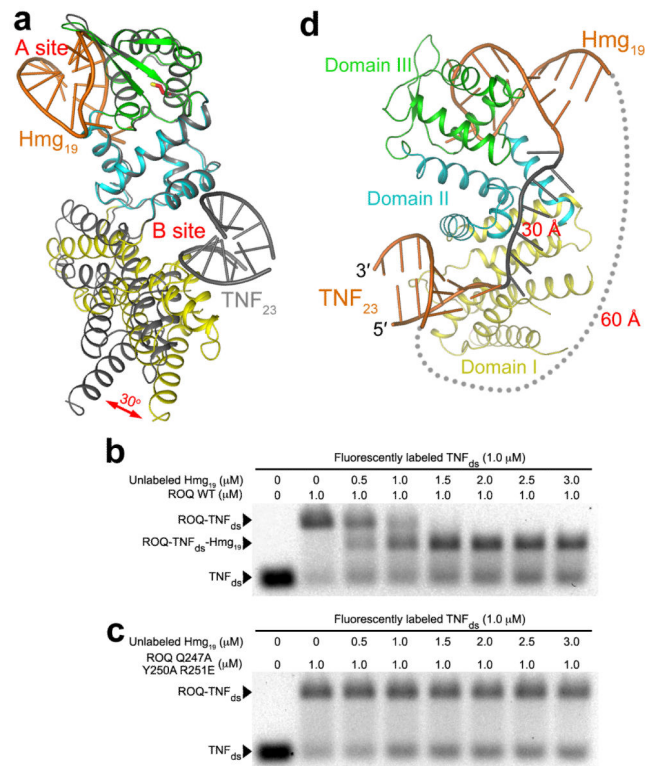 a
A site
Hmg19
B site
TNF23
30°
d
Hmg19
Domain III
Domain II
30 Å
3′
TNF23
5′
60 Å
Domain I
b
Fluorescently labeled TNFds (1.0 μM)
Unlabeled Hmg19 (μM) 0 0 0.5 1.0 1.5 2.0 2.5 3.0
ROQ WT (μM) 0 1.0 1.0 1.0 1.0 1.0 1.0 1.0
ROQ-TNFds
ROQ-TNFds-Hmg19
TNFds
c
Fluorescently labeled TNFds (1.0 μM)
Unlabeled Hmg19 (μM) 0 0 0.5 1.0 1.5 2.0 2.5 3.0
ROQ Q247A
Y250A R251E (μM) 0 1.0 1.0 1.0 1.0 1.0 1.0 1.0
ROQ-TNFds
TNFds